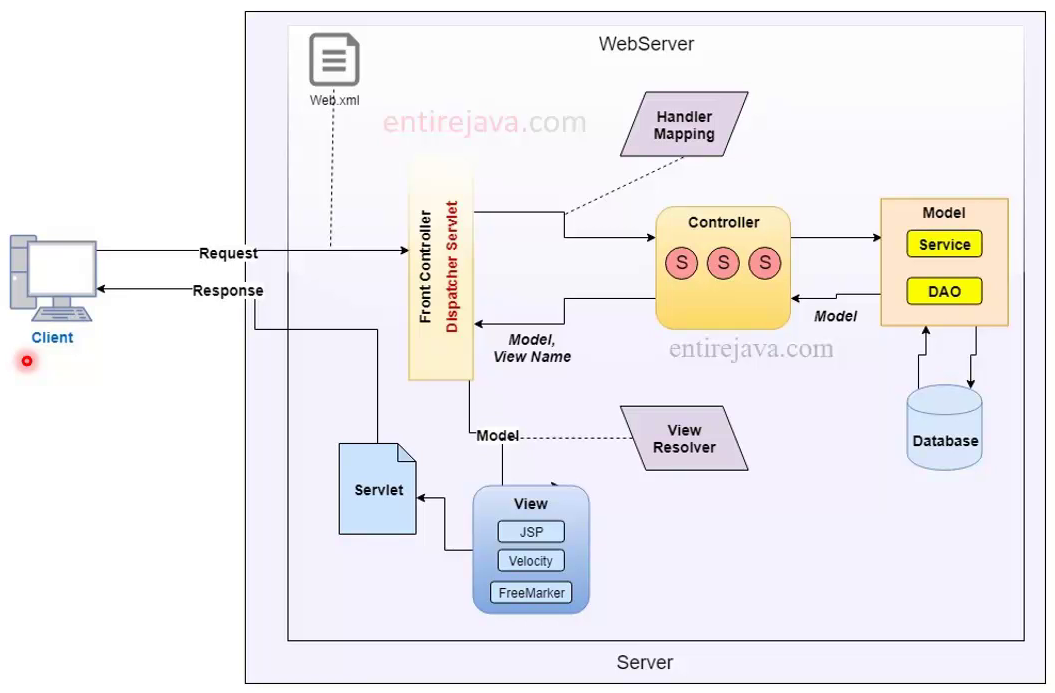 WebServer
Web.xml
entirejava.com
Handler
Mapping
Front Controller
Dispatcher Servlet
Controller
S S S
Model
Service
DAO
Request
Response
Client
Model,
View Name
Model
entirejava.com
Model
View
Resolver
Database
Servlet
View
JSP
Velocity
FreeMarker
Server